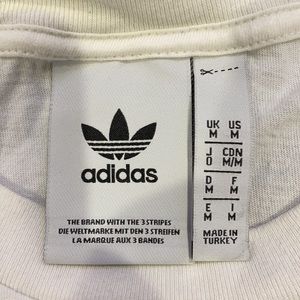 adidas
THE BRAND WITH THE 3 STRIPES
DIE WELTMARKE MIT DEN 3 STREIFEN
LA MARQUE AUX 3 BANDES
UK US
M M
J CDN
O M/M
D F
M M
E I
M M
MADE IN
TURKEY